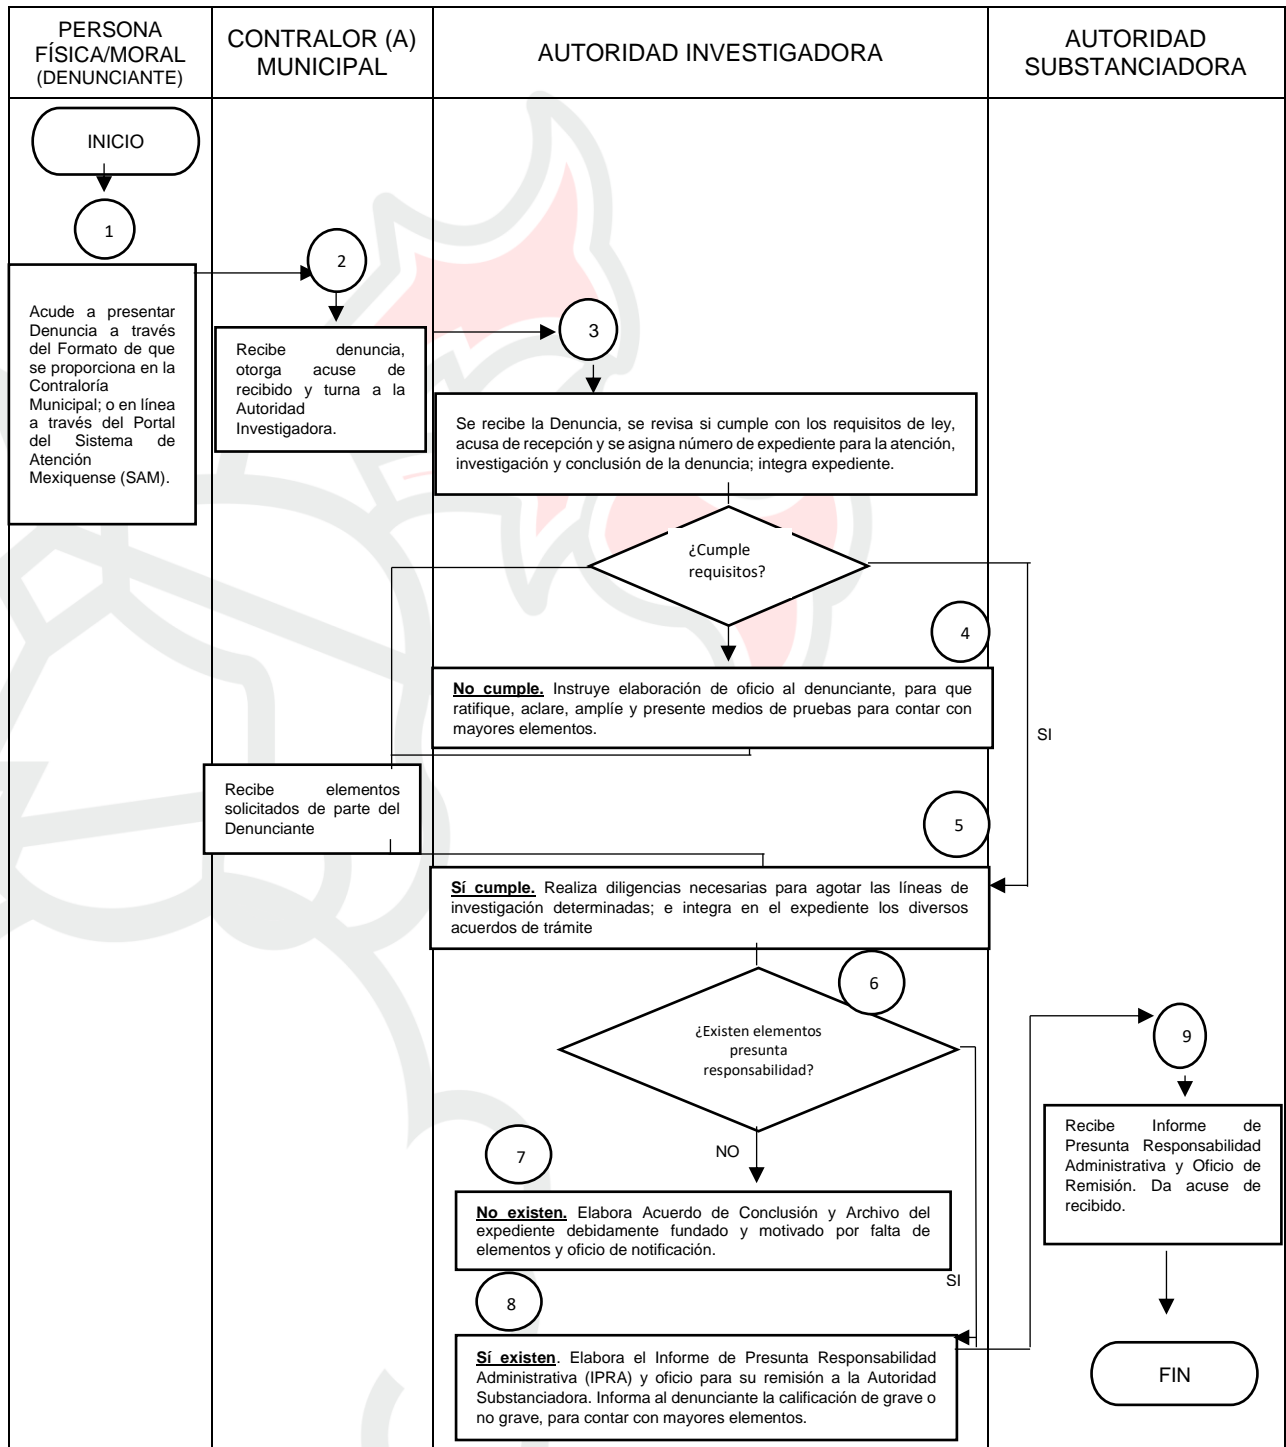 PERSONA
FÍSICA/MORAL
(DENUNCIANTE)
CONTRALOR (A)
MUNICIPAL
AUTORIDAD INVESTIGADORA
AUTORIDAD
SUBSTANCIADORA
INICIO
1
Acude a presentar
Denuncia a través
del Formato de que
se proporciona en la
Contraloría
Municipal; o en línea
a través del Portal
del Sistema de
Atención
Mexiquense (SAM).
2
Recibe denuncia,
otorga acuse de
recibido y turna a la
Autoridad
Investigadora.
3
Se recibe la Denuncia, se revisa si cumple con los requisitos de ley,
acusa de recepción y se asigna número de expediente para la atención,
investigación y conclusión de la denuncia; integra expediente.
¿Cumple
requisitos?
4
No cumple. Instruye elaboración de oficio al denunciante, para que
ratifique, aclare, amplíe y presente medios de pruebas para contar con
mayores elementos.
SI
Recibe elementos
solicitados de parte del
Denunciante
5
Sí cumple. Realiza diligencias necesarias para agotar las líneas de
investigación determinadas; e integra en el expediente los diversos
acuerdos de trámite
6
¿Existen elementos
presunta
responsabilidad?
NO
7
No existen. Elabora Acuerdo de Conclusión y Archivo del
expediente debidamente fundado y motivado por falta de
elementos y oficio de notificación.
SI
8
Sí existen. Elabora el Informe de Presunta Responsabilidad
Administrativa (IPRA) y oficio para su remisión a la Autoridad
Substanciadora. Informa al denunciante la calificación de grave o
no grave, para contar con mayores elementos.
9
Recibe Informe de
Presunta Responsabilidad
Administrativa y Oficio de
Remisión. Da acuse de
recibido.
FIN